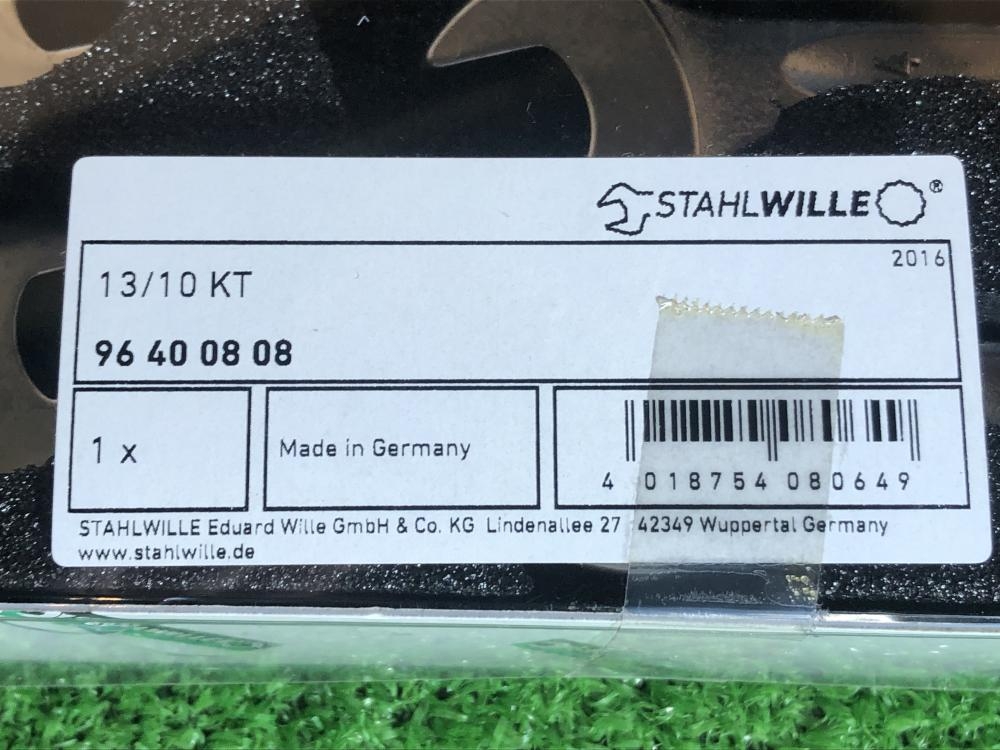 STAHLWILLE®
2016
13/10 KT
96 40 08 08
1 x
Made in Germany
4 018754 080649
STAHLWILLE Eduard Wille GmbH & Co. KG Lindenallee 27 42349 Wuppertal Germany
www.stahlwille.de